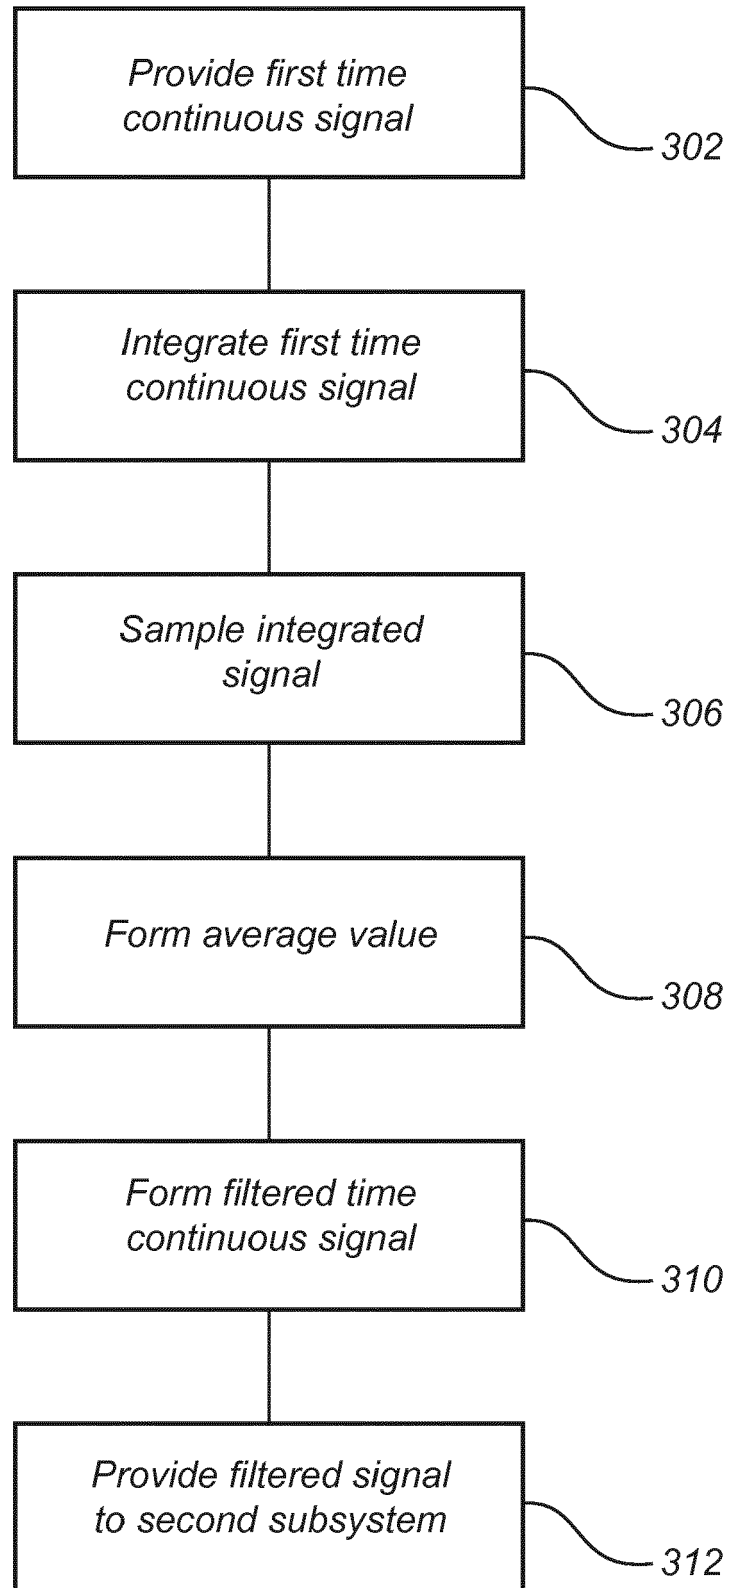 Provide first time
continuous signal
302
Integrate first time
continuous signal
304
Sample integrated
signal
306
Form average value
308
Form filtered time
continuous signal
310
Provide filtered signal
to second subsystem
312